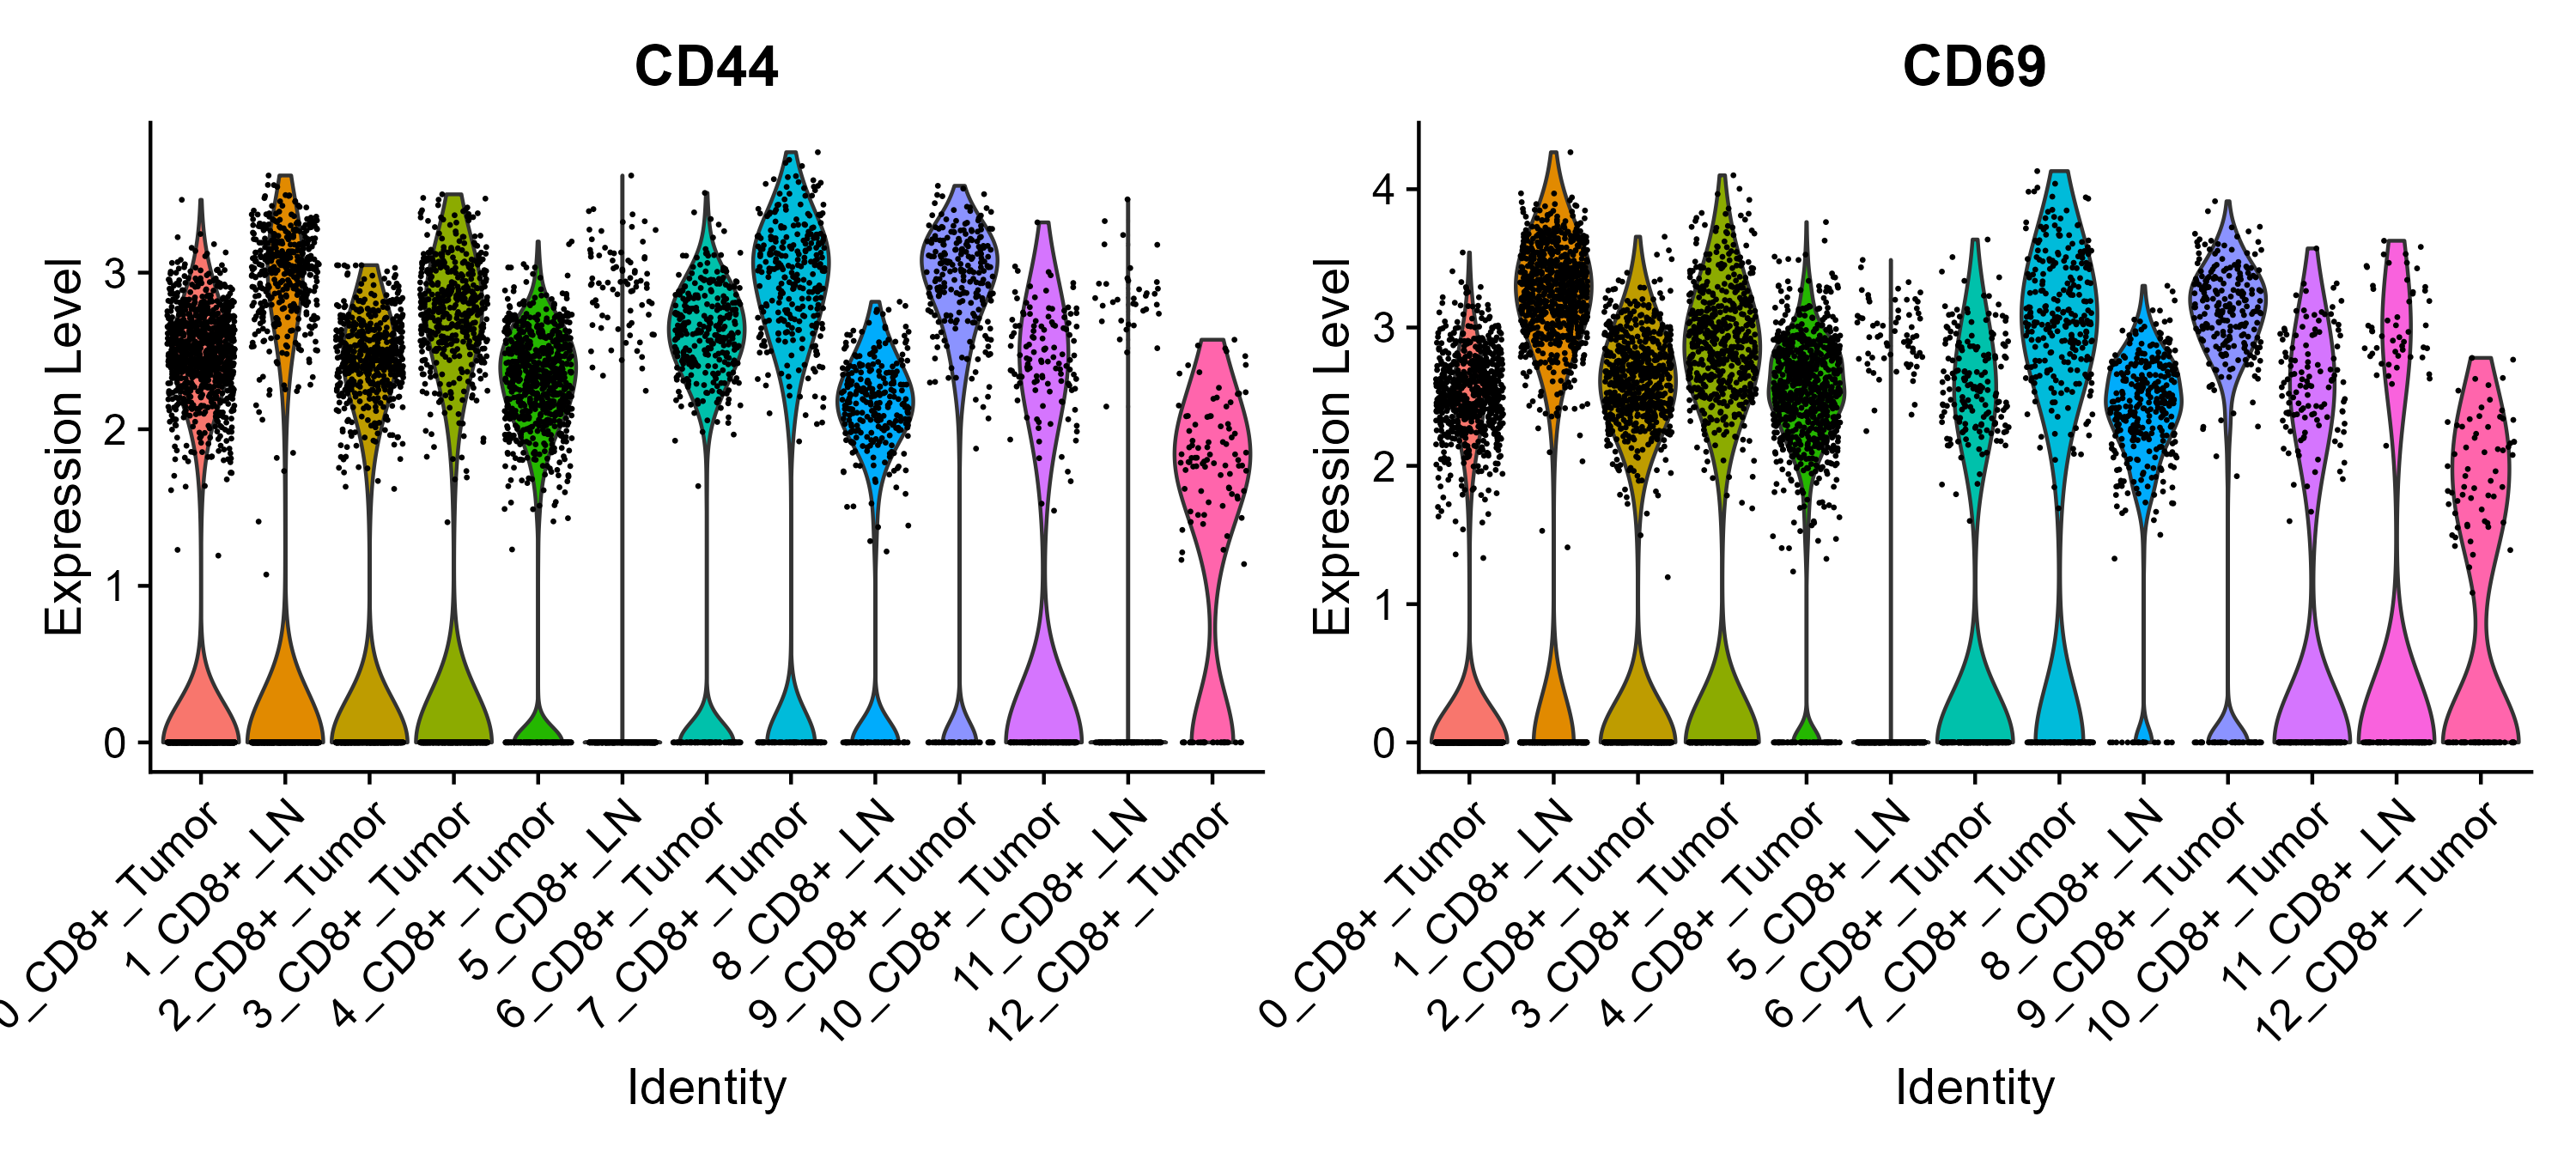 CD44
Expression Level
3
2
1
0
0_CD8+_Tumor
1_CD8+_LN
2_CD8+_Tumor
3_CD8+_Tumor
4_CD8+_Tumor
5_CD8+_LN
6_CD8+_Tumor
7_CD8+_Tumor
8_CD8+_LN
9_CD8+_Tumor
10_CD8+_Tumor
11_CD8+_LN
12_CD8+_Tumor
Identity
CD69
Expression Level
4
3
2
1
0
0_CD8+_Tumor
1_CD8+_LN
2_CD8+_Tumor
3_CD8+_Tumor
4_CD8+_Tumor
5_CD8+_LN
6_CD8+_Tumor
7_CD8+_Tumor
8_CD8+_LN
9_CD8+_Tumor
10_CD8+_Tumor
11_CD8+_LN
12_CD8+_Tumor
Identity